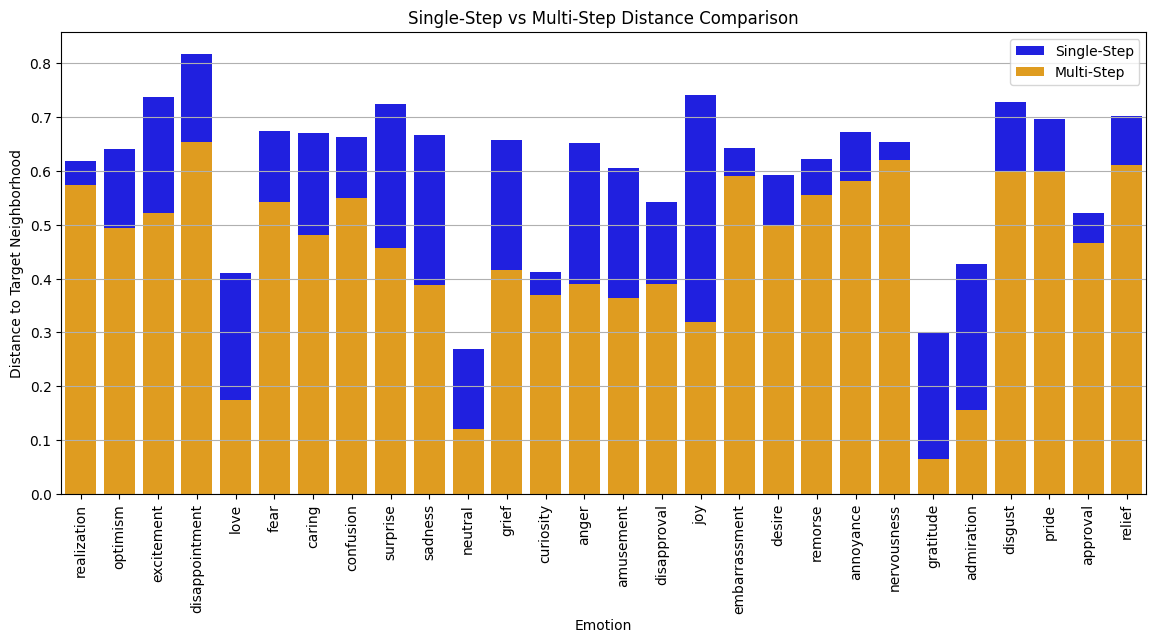 Single-Step vs Multi-Step Distance Comparison
Single-Step
Multi-Step
Distance to Target Neighborhood
0.8
0.7
0.6
0.5
0.4
0.3
0.2
0.1
0.0
realization
optimism
excitement
disappointment
love
fear
caring
confusion
surprise
sadness
neutral
grief
curiosity
anger
amusement
disapproval
joy
embarrassment
desire
remorse
annoyance
nervousness
gratitude
admiration
disgust
pride
approval
relief
Emotion